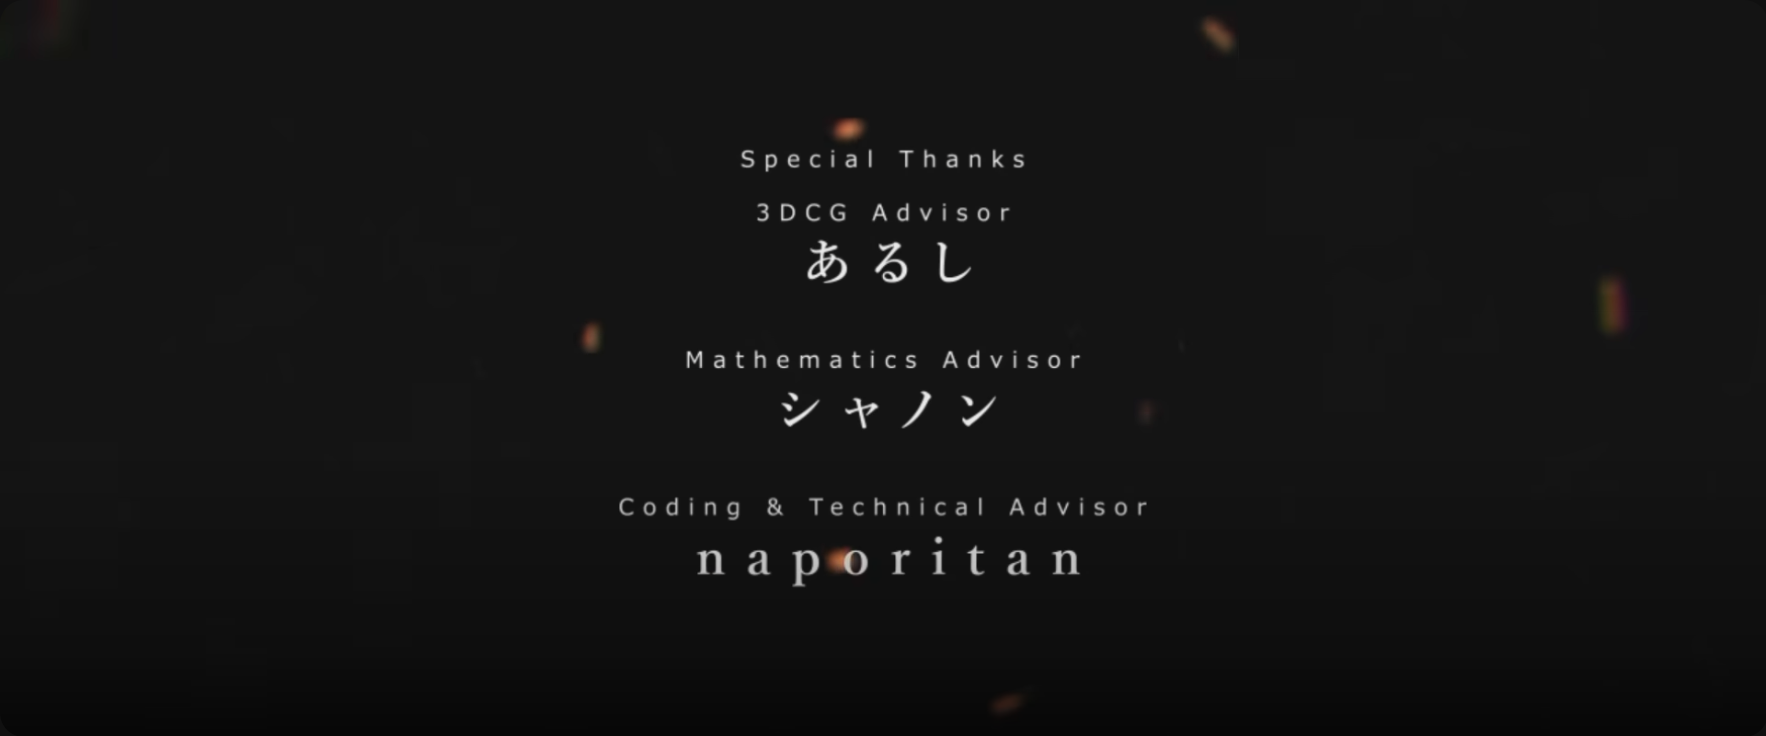 Special Thanks
3DCG Advisor
あるし
Mathematics Advisor
シャノン
Coding & Technical Advisor
naporitan